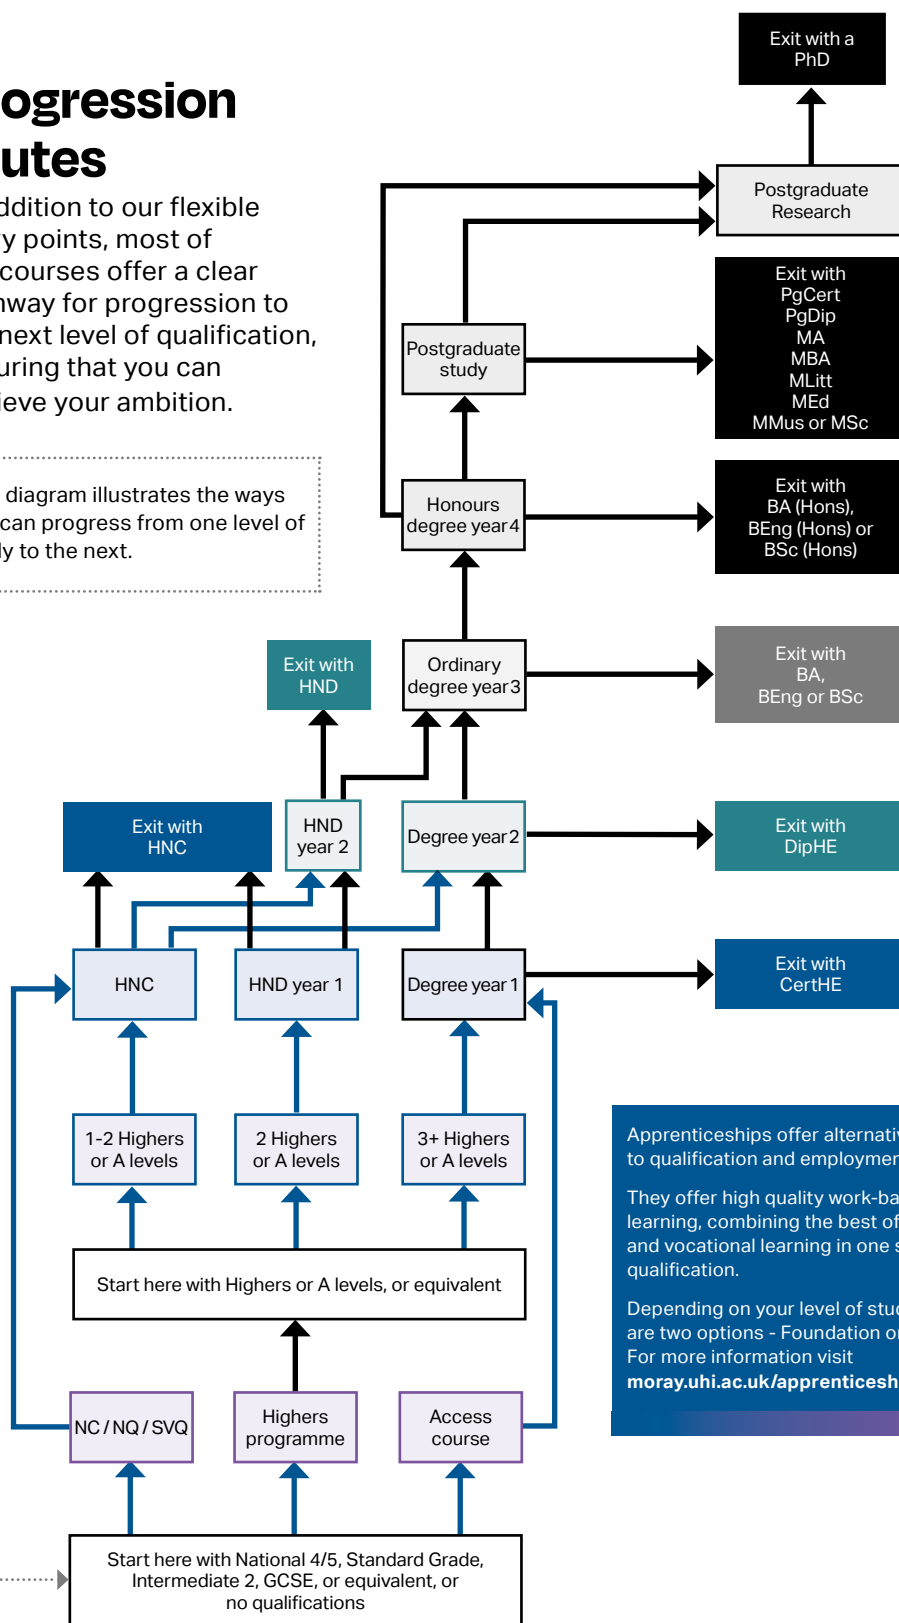 ogression
utes
ddition to our flexible
y points, most of
courses offer a clear
way for progression to
next level of qualification,
uring that you can
ieve your ambition.
diagram illustrates the ways
can progress from one level of
ly to the next.
Exit with a
PhD
Postgraduate
Research
Exit with
PgCert
PgDip
MA
MBA
MLitt
MEd
MMus or MSc
Postgraduate
study
Honours
degree year 4
Exit with
BA (Hons),
BEng (Hons) or
BSc (Hons)
Exit with
HND
Ordinary
degree year 3
Exit with
BA,
BEng or BSc
Exit with
HNC
HND
year 2
Degree year 2
Exit with
DipHE
HNC
HND year 1
Degree year 1
Exit with
CertHE
1-2 Highers
or A levels
2 Highers
or A levels
3+ Highers
or A levels
Start here with Highers or A levels, or equivalent
NC / NQ / SVQ
Highers
programme
Access
course
Start here with National 4/5, Standard Grade,
Intermediate 2, GCSE, or equivalent, or
no qualifications
Apprenticeships offer alternativ
to qualification and employmen
They offer high quality work-ba
learning, combining the best of
and vocational learning in one s
qualification.
Depending on your level of stud
are two options - Foundation or
For more information visit
moray.uhi.ac.uk/apprenticesh